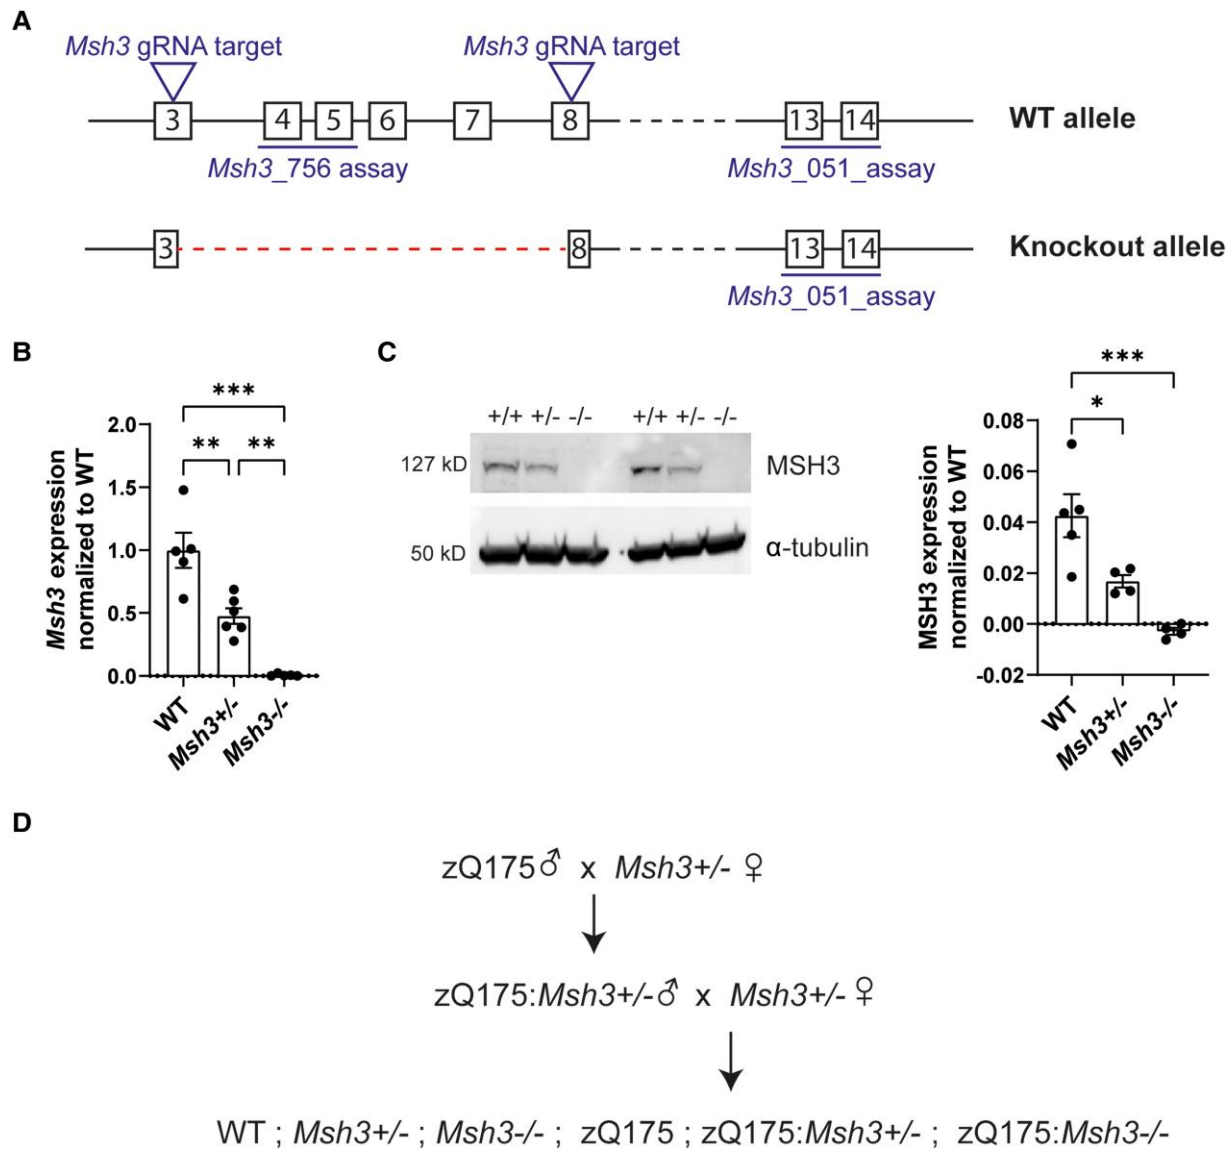 A
Msh3 gRNA target Msh3 gRNA target
3 4 5 6 7 8 13 14 WT allele
Msh3_756 assay Msh3_051_assay
3 8 13 14 Knockout allele
Msh3_051_assay
B
*** 
** **
2.0
1.5
1.0
0.5
0.0
Msh3 expression
normalized to WT
WT Msh3+/- Msh3-/-
C
+/+ +/- -/- +/+ +/- -/-
127 kD MSH3
50 kD α-tubulin
***
*
0.08
0.06
0.04
0.02
0.00
-0.02
MSH3 expression
normalized to WT
WT Msh3+/- Msh3-/-
D
zQ175♂ x Msh3+/- ♀
zQ175:Msh3+/-♂ x Msh3+/- ♀
WT ; Msh3+/- ; Msh3-/- ; zQ175 ; zQ175:Msh3+/- ; zQ175:Msh3-/-